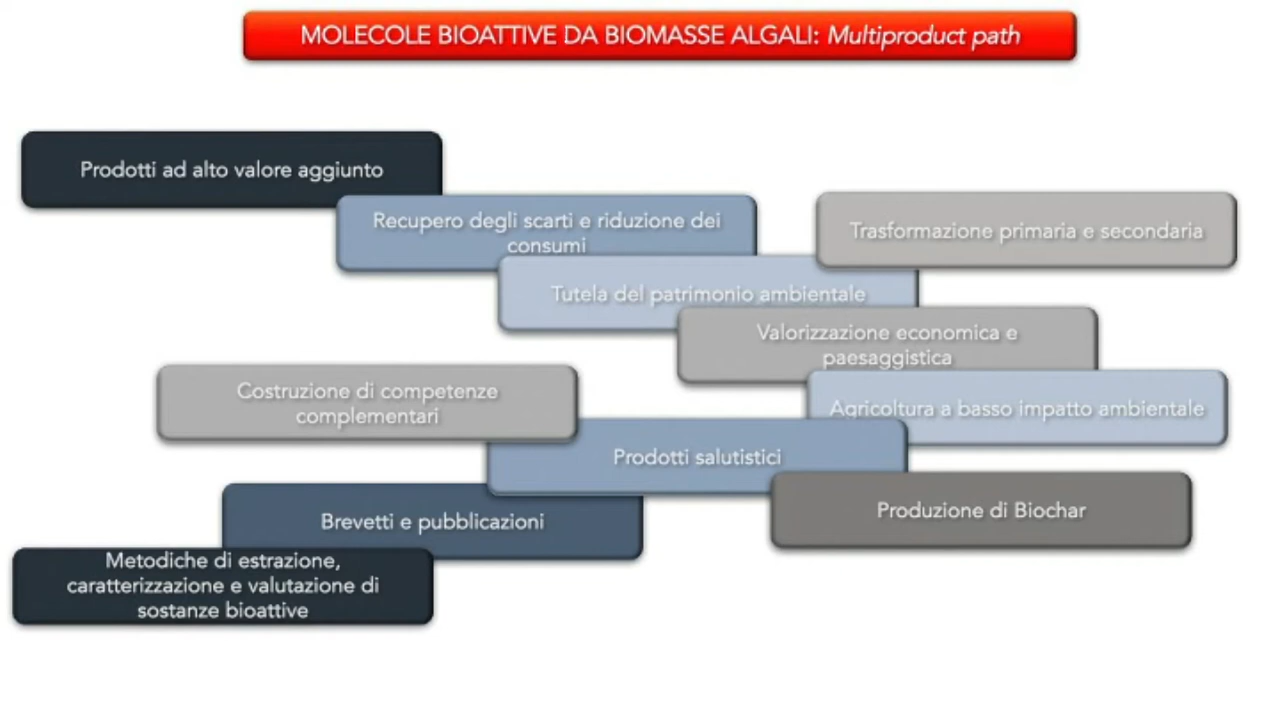 MOLECOLE BIOATTIVE DA BIOMASSE ALGALI: Multiproduct path
Prodotti ad alto valore aggiunto
Recupero degli scarti e riduzione dei
consumi
Trasformazione primaria e secondaria
Tutela del patrimonio ambientale
Valorizzazione economica e
paesaggistica
Costruzione di competenze
complementari
Agricoltura a basso impatto ambientale
Prodotti salutistici
Produzione di Biochar
Brevetti e pubblicazioni
Metodiche di estrazione,
caratterizzazione e valutazione di
sostanze bioattive